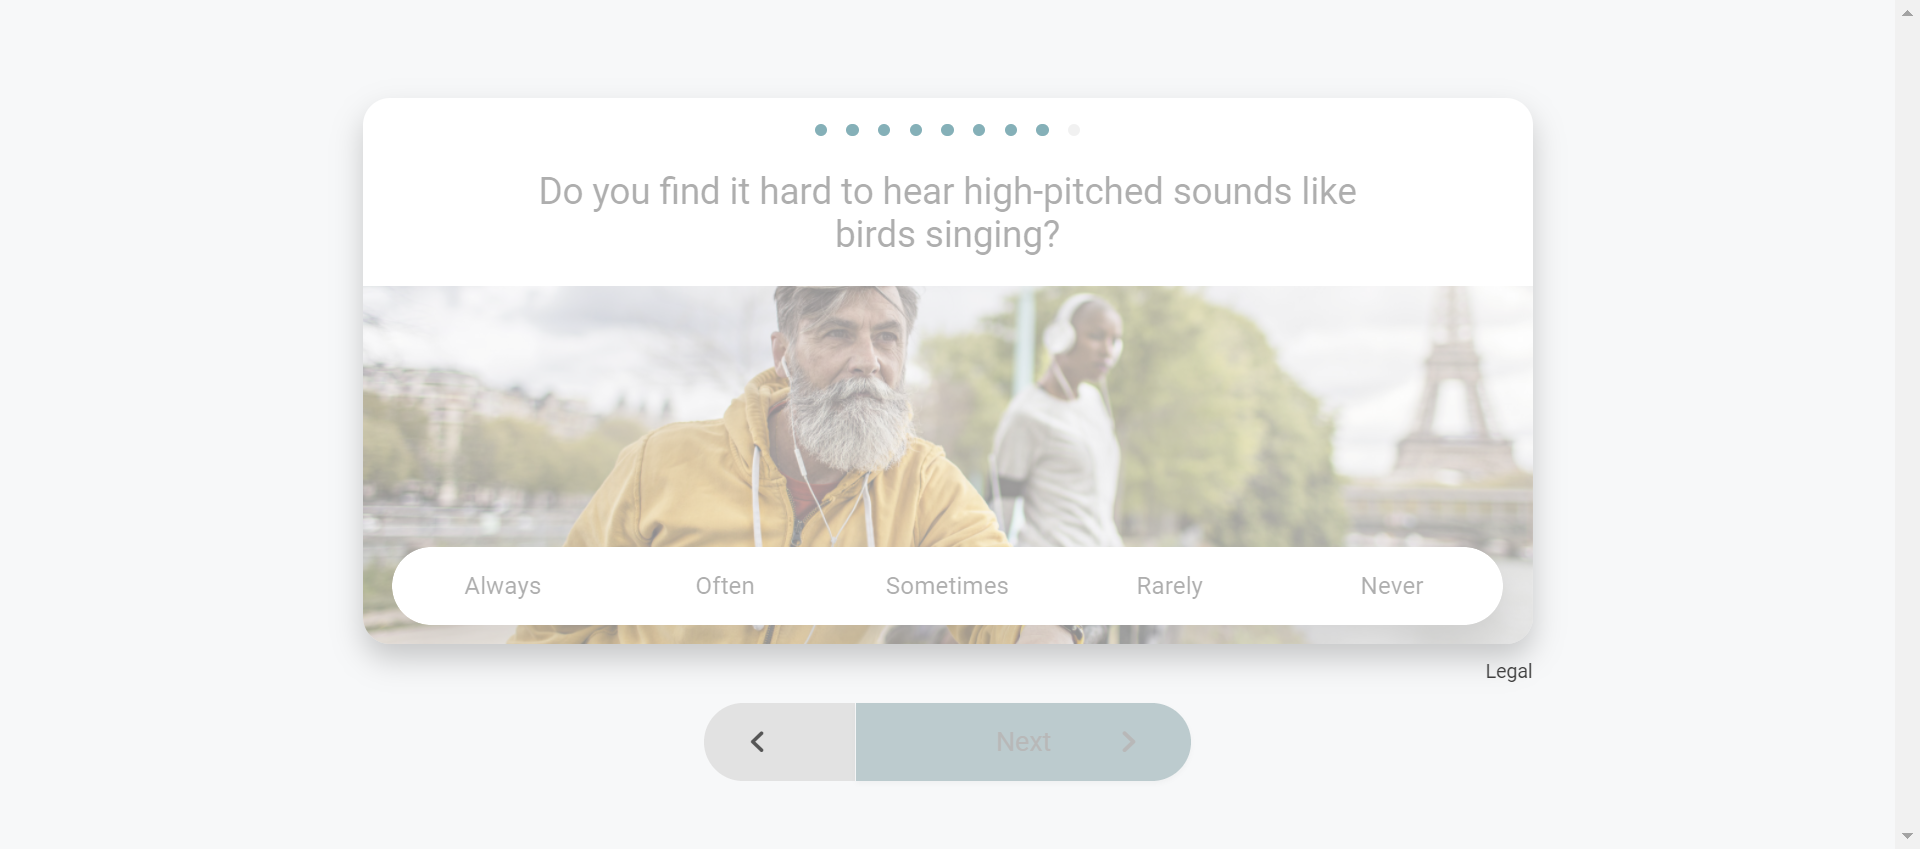 Do you find it hard to hear high-pitched sounds like
birds singing?
Always Often Sometimes Rarely Never
Legal
Next